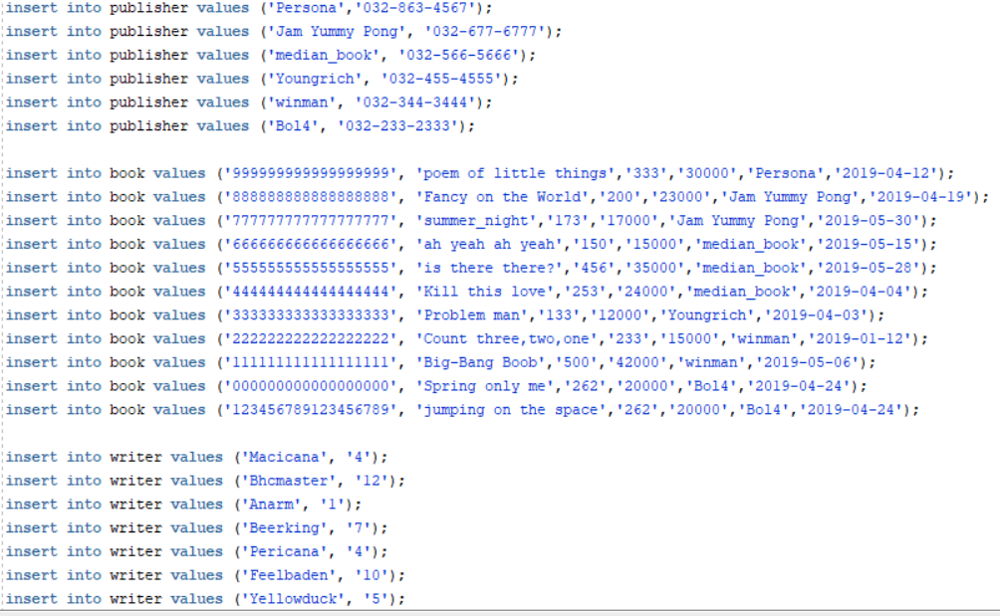 insert into publisher values ('Persona','032-863-4567');
insert into publisher values ('Jam Yummy Pong', '032-677-6777');
insert into publisher values ('median_book', '032-566-5666');
insert into publisher values ('Youngrich', '032-455-4555');
insert into publisher values ('winman', '032-344-3444');
insert into publisher values ('Bol4', '032-233-2333');
insert into book values ('999999999999999999', 'poem of little things','333','30000','Persona','2019-04-12');
insert into book values ('888888888888888888', 'Fancy on the World','200','23000','Jam Yummy Pong','2019-04-19');
insert into book values ('777777777777777777', 'summer_night','173','17000','Jam Yummy Pong','2019-05-30');
insert into book values ('666666666666666666', 'ah yeah ah yeah','150','15000','median_book','2019-05-15');
insert into book values ('555555555555555555', 'is there there?','456','35000','median_book','2019-05-28');
insert into book values ('444444444444444444', 'Kill this love','253','24000','median_book','2019-04-04');
insert into book values ('333333333333333333', 'Problem man','133','12000','Youngrich','2019-04-03');
insert into book values ('222222222222222222', 'Count three,two,one','233','15000','winman','2019-01-12');
insert into book values ('111111111111111111', 'Big-Bang Boob','500','42000','winman','2019-05-06');
insert into book values ('000000000000000000', 'Spring only me','262','20000','Bol4','2019-04-24');
insert into book values ('123456789123456789', 'jumping on the space','262','20000','Bol4','2019-04-24');
insert into writer values ('Macicana', '4');
insert into writer values ('Bhcmaster', '12');
insert into writer values ('Anarm', '1');
insert into writer values ('Beerking', '7');
insert into writer values ('Pericana', '4');
insert into writer values ('Feelbaden', '10');
insert into writer values ('Yellowduck', '5');